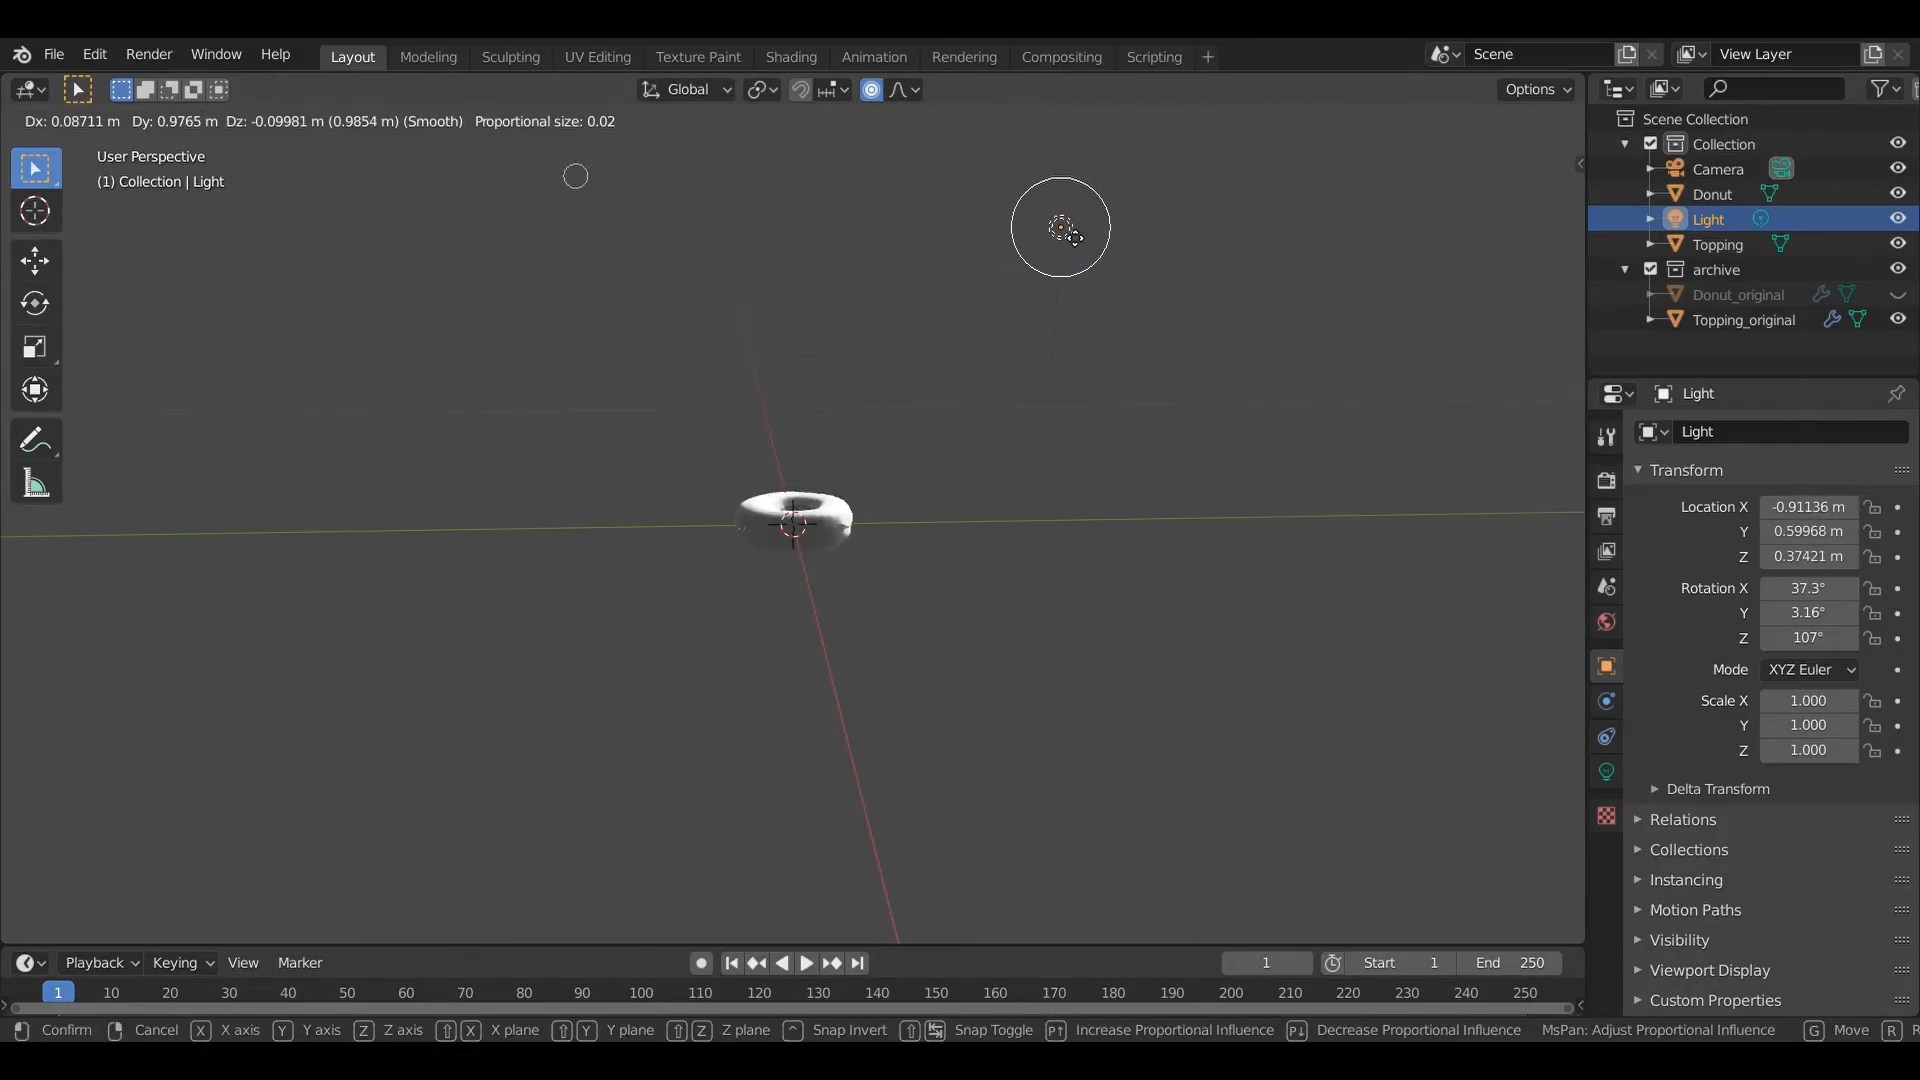 File Edit Render Window Help Layout Modeling Sculpting UV Editing Texture Paint Shading Animation Rendering Compositing Scripting + Scene View Layer
Global Options
Dx: 0.08711 m Dy: 0.9765 m Dz: -0.09981 m (0.9854 m) (Smooth) Proportional size: 0.02
User Perspective
(1) Collection | Light
Scene Collection
Collection
Camera
Donut
Light
Topping
archive
Donut_original
Topping_original
Light
Light
Transform
Location X -0.91136 m
Y 0.59968 m
Z 0.37421 m
Rotation X 37.3°
Y 3.16°
Z 107°
Mode XYZ Euler
Scale X 1.000
Y 1.000
Z 1.000
Delta Transform
Relations
Collections
Instancing
Motion Paths
Visibility
Viewport Display
Custom Properties
Playback Keying View Marker 1 Start 1 End 250
1 10 20 30 40 50 60 70 80 90 100 110 120 130 140 150 160 170 180 190 200 210 220 230 240 250
Confirm Cancel X X axis Y Y axis Z Z axis X X plane Y Y plane Z Z plane ^ Snap Invert Snap Toggle P↑ Increase Proportional Influence P↓ Decrease Proportional Influence MsPan: Adjust Proportional Influence G Move R